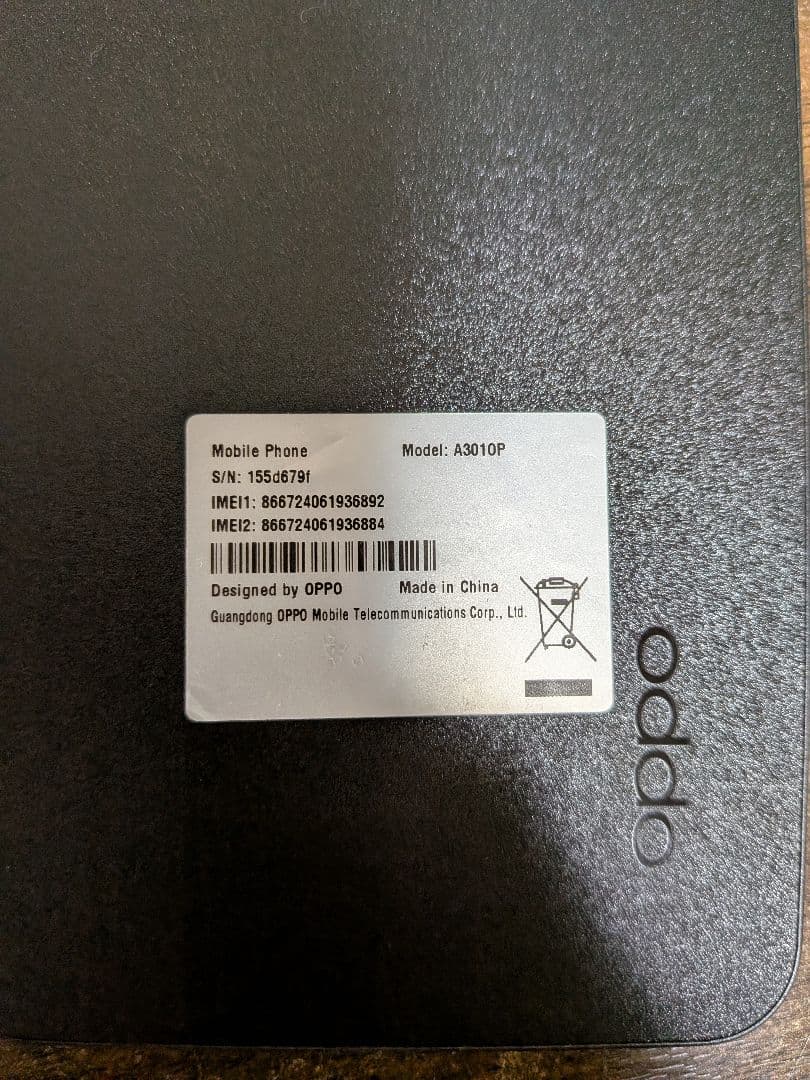 Mobile Phone Model: A301OP
S/N: 155d679f
IMEI1: 866724061936892
IMEI2: 866724061936884
Designed by OPPO Made in China
Guangdong OPPO Mobile Telecommunications Corp., Ltd.
oppo